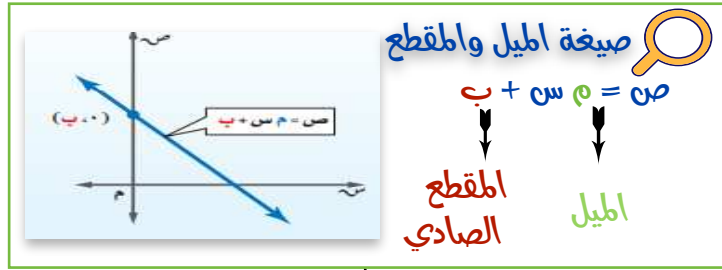 صيغة الميل والمقطع
ص = م س + ب
الميل
المقطع
الصادي
ص
(٠، ب)
ص = م س + ب
م
س